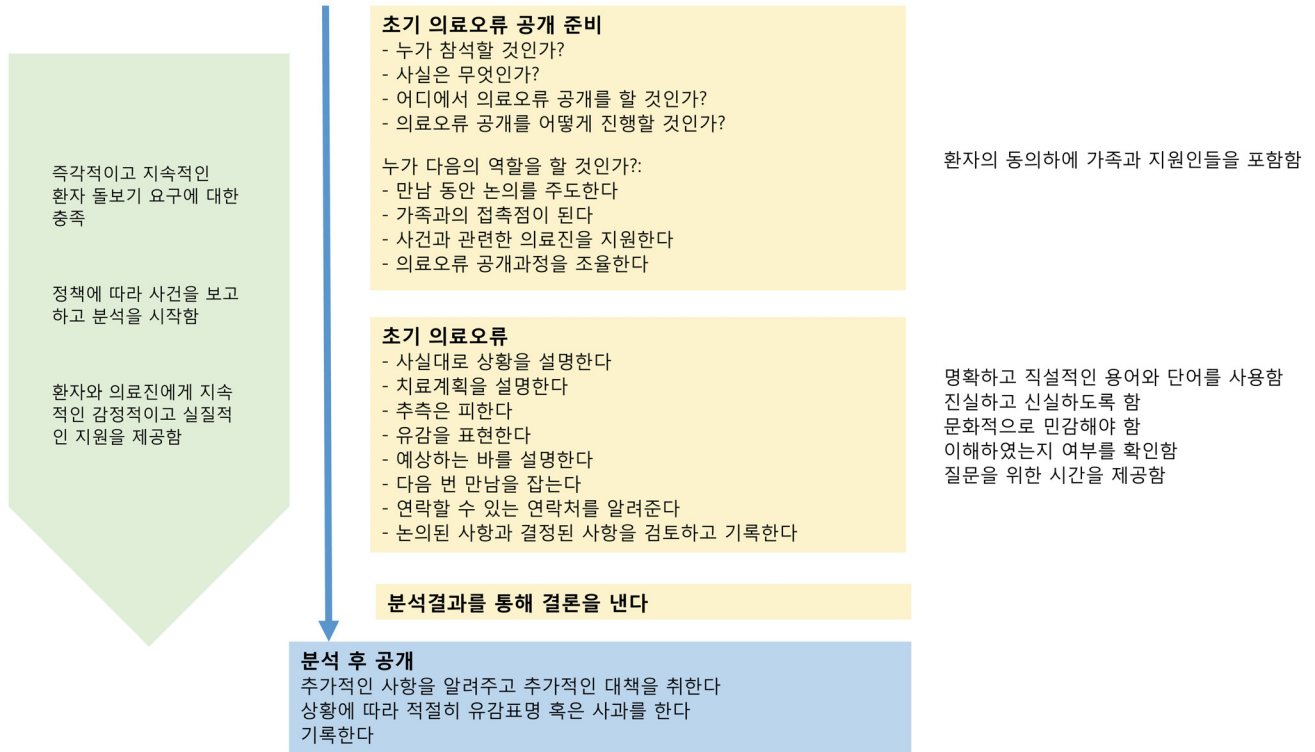 즉각적이고 지속적인
환자 돌보기 요구에 대한
충족
정책에 따라 사건을 보고
하고 분석을 시작함
환자와 의료진에게 지속
적인 감정적이고 실질적
인 지원을 제공함
초기 의료오류 공개 준비
- 누가 참석할 것인가?
- 사실은 무엇인가?
- 어디에서 의료오류 공개를 할 것인가?
- 의료오류 공개를 어떻게 진행할 것인가?
누가 다음의 역할을 할 것인가?:
- 만남 동안 논의를 주도한다
- 가족과의 접촉점이 된다
- 사건과 관련한 의료진을 지원한다
- 의료오류 공개과정을 조율한다
환자의 동의하에 가족과 지원인들을 포함함
초기 의료오류
- 사실대로 상황을 설명한다
- 치료계획을 설명한다
- 추측은 피한다
- 유감을 표현한다
- 예상하는 바를 설명한다
- 다음 번 만남을 잡는다
- 연락할 수 있는 연락처를 알려준다
- 논의된 사항과 결정된 사항을 검토하고 기록한다
명확하고 직설적인 용어와 단어를 사용함
진실하고 신실하도록 함
문화적으로 민감해야 함
이해하였는지 여부를 확인함
질문을 위한 시간을 제공함
분석결과를 통해 결론을 낸다
분석 후 공개
추가적인 사항을 알려주고 추가적인 대책을 취한다
상황에 따라 적절히 유감표명 혹은 사과를 한다
기록한다